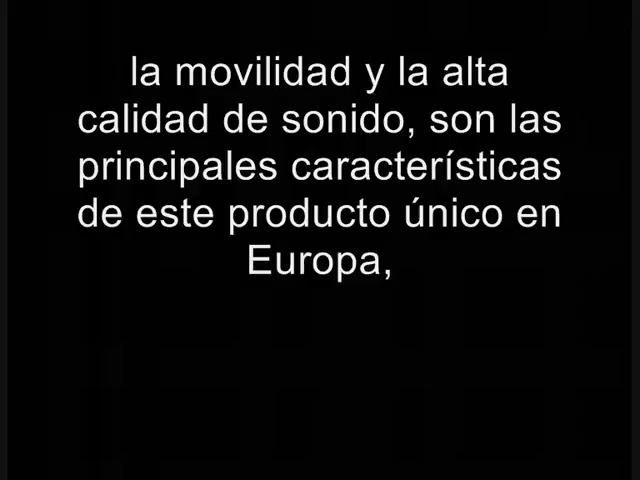 la movilidad y la alta
calidad de sonido, son las
principales características
de este producto único en
Europa,